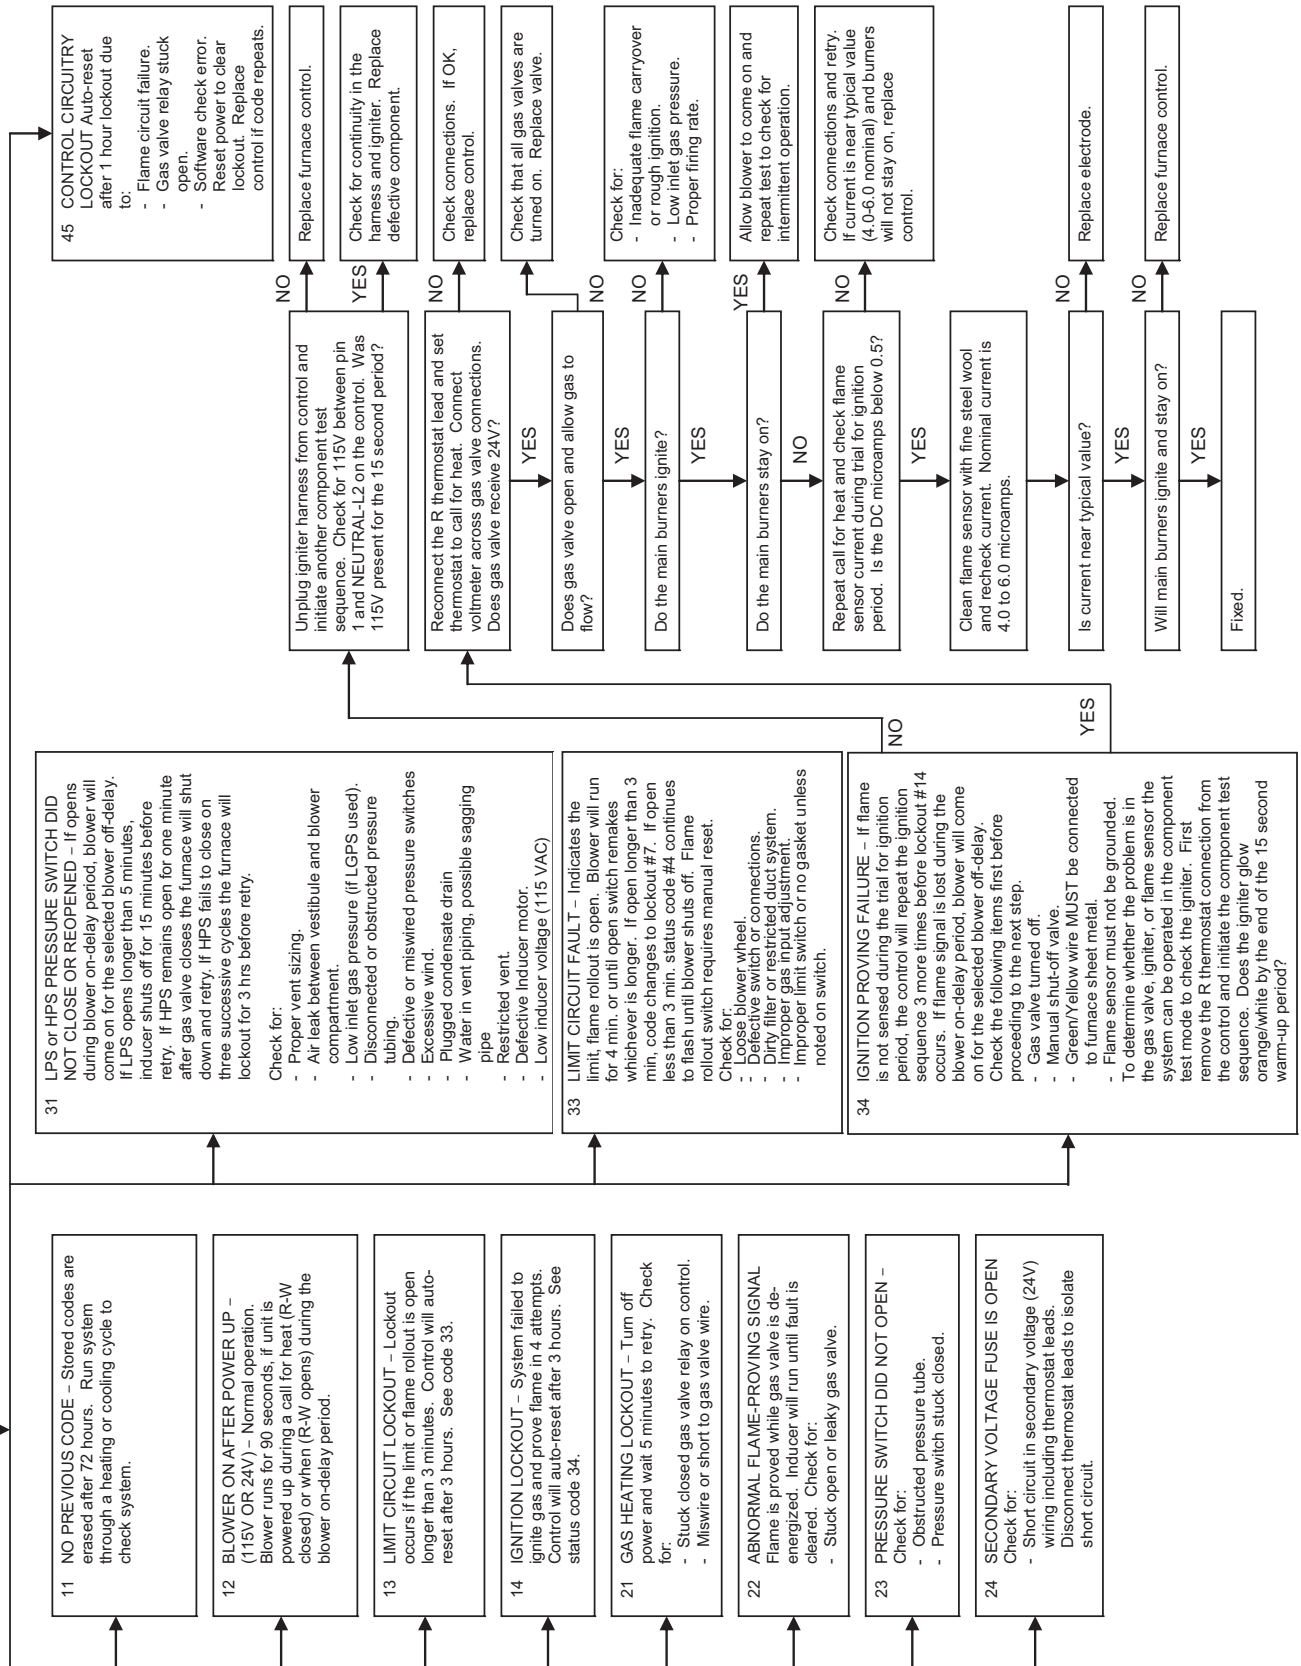 11 NO PREVIOUS CODE – Stored codes are
erased after 72 hours. Run system
through a heating or cooling cycle to
check system.
12 BLOWER ON AFTER POWER UP –
(115V OR 24V) – Normal operation.
Blower runs for 90 seconds, if unit is
powered up during a call for heat (R-W
closed) or when (R-W opens) during the
blower on-delay period.
13 LIMIT CIRCUIT LOCKOUT – Lockout
occurs if the limit or flame rollout is open
longer than 3 minutes. Control will auto-
reset after 3 hours. See code 33.
14 IGNITION LOCKOUT – System failed to
ignite gas and prove flame in 4 attempts.
Control will auto-reset after 3 hours. See
status code 34.
21 GAS HEATING LOCKOUT – Turn off
power and wait 5 minutes to retry. Check
for:
- Stuck closed gas valve relay on control.
- Miswire or short to gas valve wire.
22 ABNORMAL FLAME-PROVING SIGNAL
Flame is proved while gas valve is de-
energized. Inducer will run until fault is
cleared. Check for:
- Stuck open or leaky gas valve.
23 PRESSURE SWITCH DID NOT OPEN –
Check for:
- Obstructed pressure tube.
- Pressure switch stuck closed.
24 SECONDARY VOLTAGE FUSE IS OPEN
Check for:
- Short circuit in secondary voltage (24V)
wiring including thermostat leads.
Disconnect thermostat leads to isolate
short circuit.
31 LPS or HPS PRESSURE SWITCH DID
NOT CLOSE OR REOPENED – If opens
during blower on-delay period, blower will
come on for the selected blower off-delay.
If LPS opens longer than 5 minutes,
inducer shuts off for 15 minutes before
retry. If HPS remains open for one minute
after gas valve closes the furnace will shut
down and retry. If HPS fails to close on
three successive cycles the furnace will
lockout for 3 hrs before retry.
Check for:
- Proper vent sizing.
- Air leak between vestibule and blower
compartment.
- Low inlet gas pressure (if LGPS used).
- Disconnected or obstructed pressure
tubing.
- Defective or miswired pressure switches
- Excessive wind.
- Plugged condensate drain
- Water in vent piping, possible sagging
pipe
- Restricted vent.
- Defective Inducer motor.
- Low inducer voltage (115 VAC)
33 LIMIT CIRCUIT FAULT – Indicates the
limit, flame rollout is open. Blower will run
for 4 min. or until open switch remakes
whichever is longer. If open longer than 3
min, code changes to lockout #7. If open
less than 3 min. status code #4 continues
to flash until blower shuts off. Flame
rollout switch requires manual reset.
Check for:
- Loose blower wheel.
- Defective switch or connections.
- Dirty filter or restricted duct system.
- Improper gas input adjustment.
- Improper limit switch or no gasket unless
noted on switch.
34 IGNITION PROVING FAILURE – If flame
is not sensed during the trial for ignition
period, the control will repeat the ignition
sequence 3 more times before lockout #14
occurs. If flame signal is lost during the
blower on-delay period, blower will come
on for the selected blower off-delay.
Check the following items first before
proceeding to the next step.
- Gas valve turned off.
- Manual shut-off valve.
- Green/Yellow wire MUST be connected
to furnace sheet metal.
- Flame sensor must not be grounded.
To determine whether the problem is in
the gas valve, igniter, or flame sensor the
system can be operated in the component
test mode to check the igniter. First
remove the R thermostat connection from
the control and initiate the component test
sequence. Does the igniter glow
orange/white by the end of the 15 second
warm-up period?
NO
YES
45 CONTROL CIRCUITRY
LOCKOUT Auto-reset
after 1 hour lockout due
to:
- Flame circuit failure.
- Gas valve relay stuck
open.
- Software check error.
Reset power to clear
lockout. Replace
control if code repeats.
Unplug igniter harness from control and
initiate another component test
sequence. Check for 115V between pin
1 and NEUTRAL-L2 on the control. Was
115V present for the 15 second period?
NO
Replace furnace control.
YES
Check for continuity in the
harness and igniter. Replace
defective component.
Reconnect the R thermostat lead and set
thermostat to call for heat. Connect
voltmeter across gas valve connections.
Does gas valve receive 24V?
NO
Check connections. If OK,
replace control.
YES
Does gas valve open and allow gas to
flow?
NO
Check that all gas valves are
turned on. Replace valve.
YES
Do the main burners ignite?
NO
Check for:
- Inadequate flame carryover
or rough ignition.
- Low inlet gas pressure.
- Proper firing rate.
YES
Do the main burners stay on?
YES
Allow blower to come on and
repeat test to check for
intermittent operation.
NO
Repeat call for heat and check flame
sensor current during trial for ignition
period. Is the DC microamps below 0.5?
NO
Check connections and retry.
If current is near typical value
(4.0-6.0 nominal) and burners
will not stay on, replace
control.
YES
Clean flame sensor with fine steel wool
and recheck current. Nominal current is
4.0 to 6.0 microamps.
Is current near typical value?
NO
Replace electrode.
YES
Will main burners ignite and stay on?
NO
Replace furnace control.
YES
Fixed.